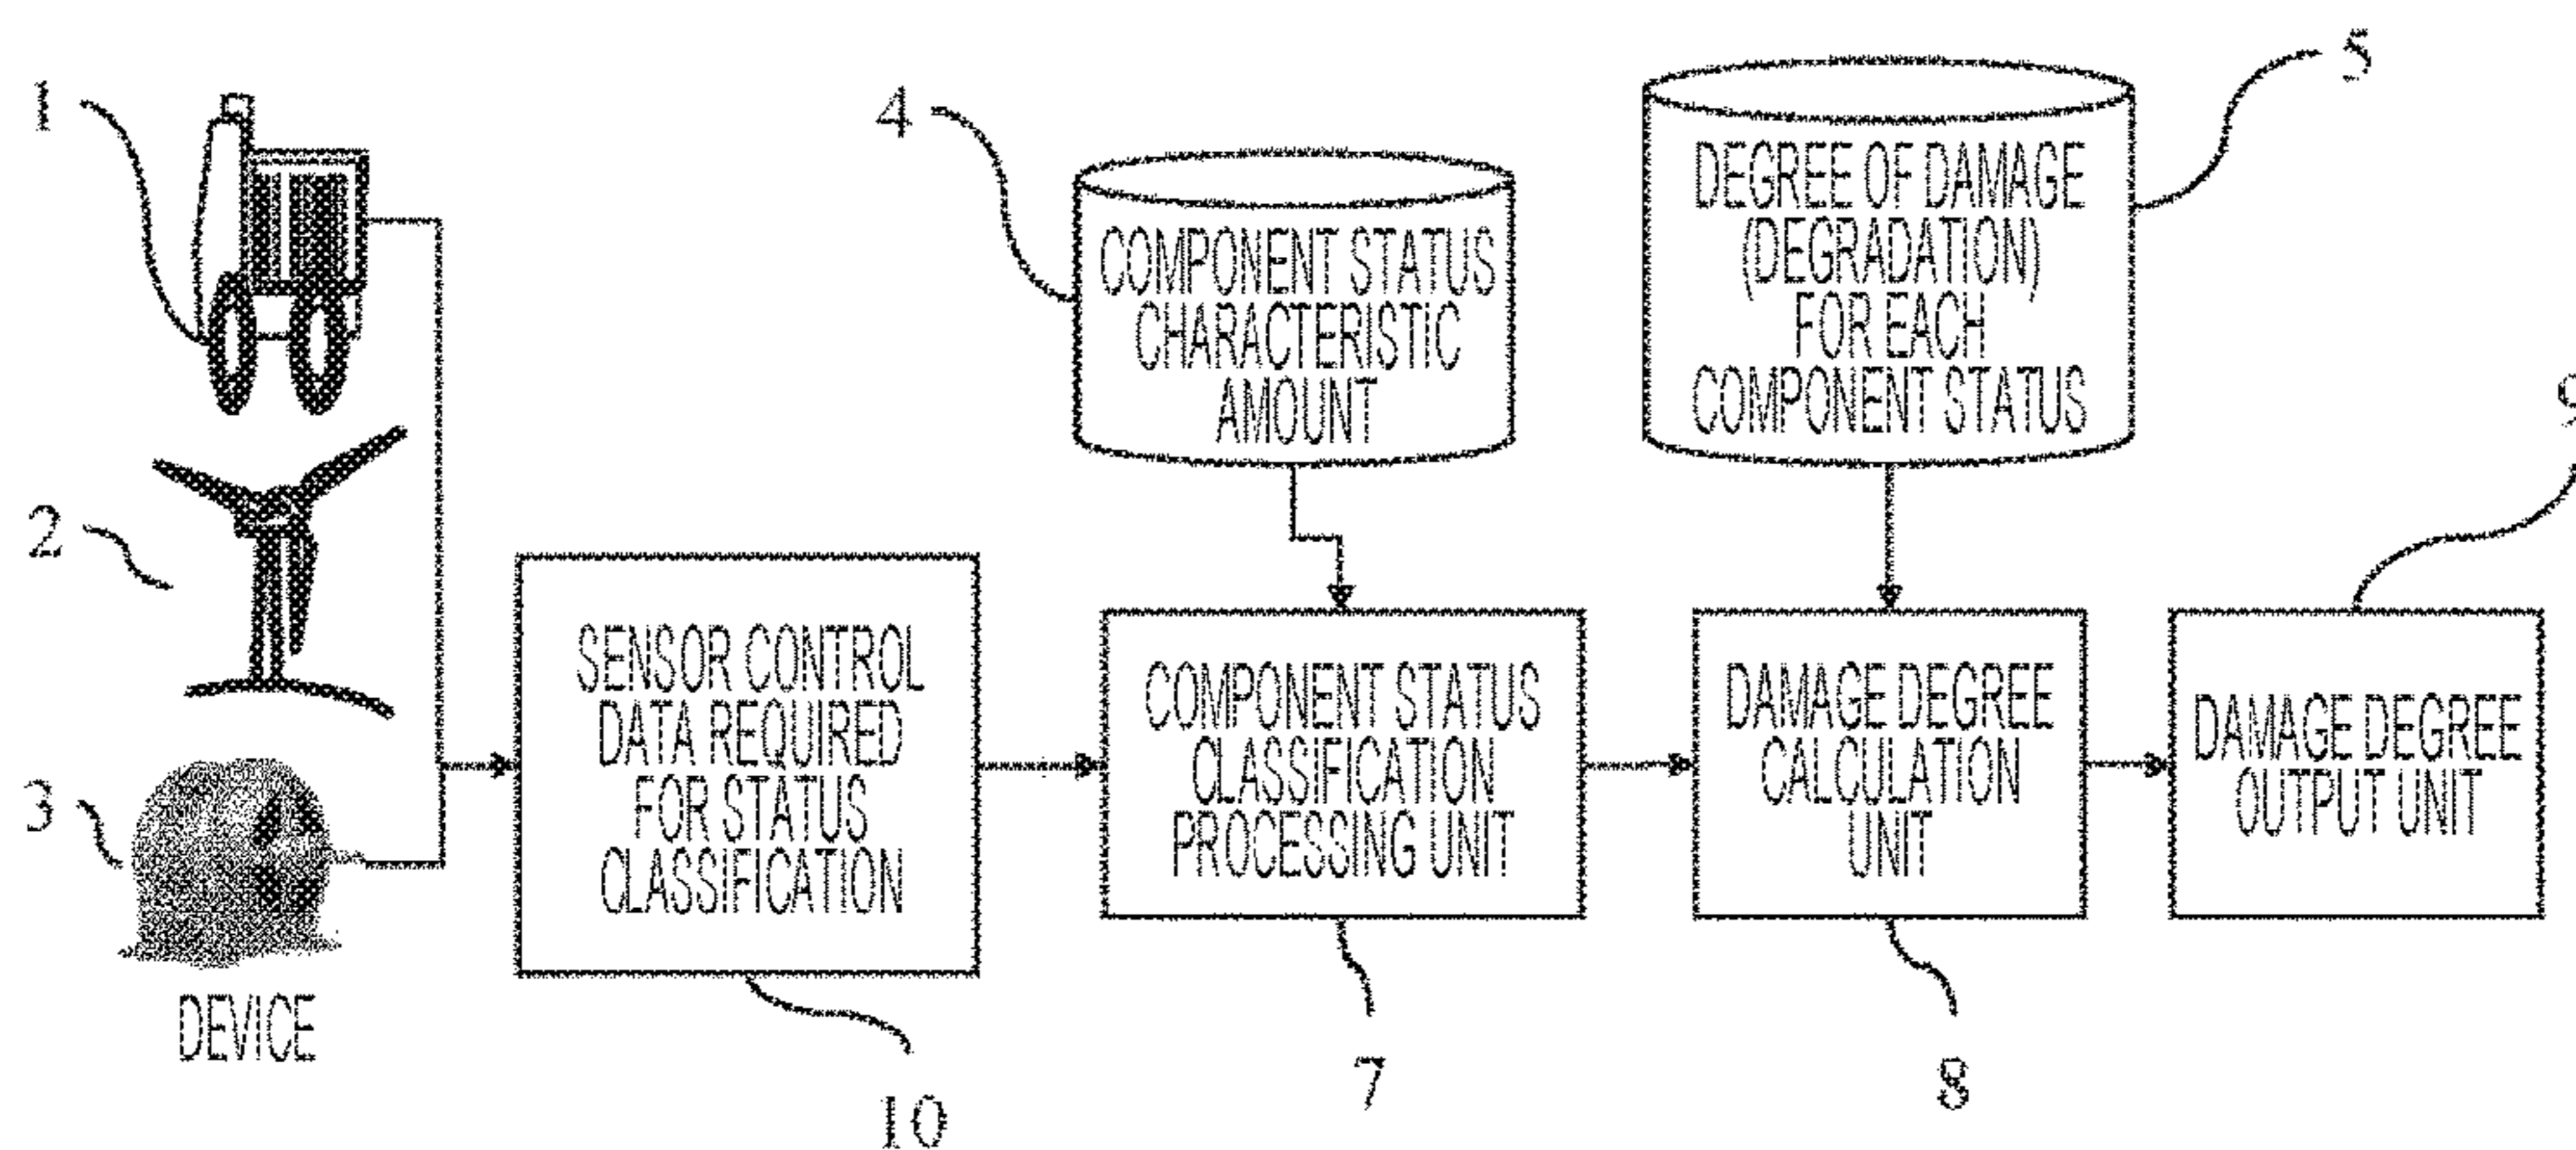 1
2
3
DEVICE
4
COMPONENT STATUS
CHARACTERISTIC
AMOUNT
5
DEGREE OF DAMAGE
(DEGRADATION)
FOR EACH
COMPONENT STATUS
SENSOR CONTROL
DATA REQUIRED
FOR STATUS
CLASSIFICATION
10
COMPONENT STATUS
CLASSIFICATION
PROCESSING UNIT
7
DAMAGE DEGREE
CALCULATION
UNIT
8
9
DAMAGE DEGREE
OUTPUT UNIT